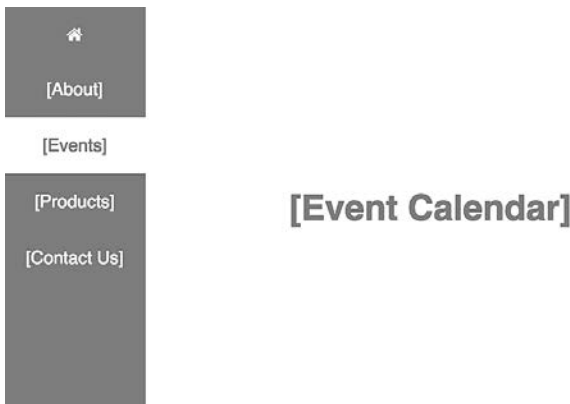 [About]
[Events]
[Products]
[Contact Us]
[Event Calendar]